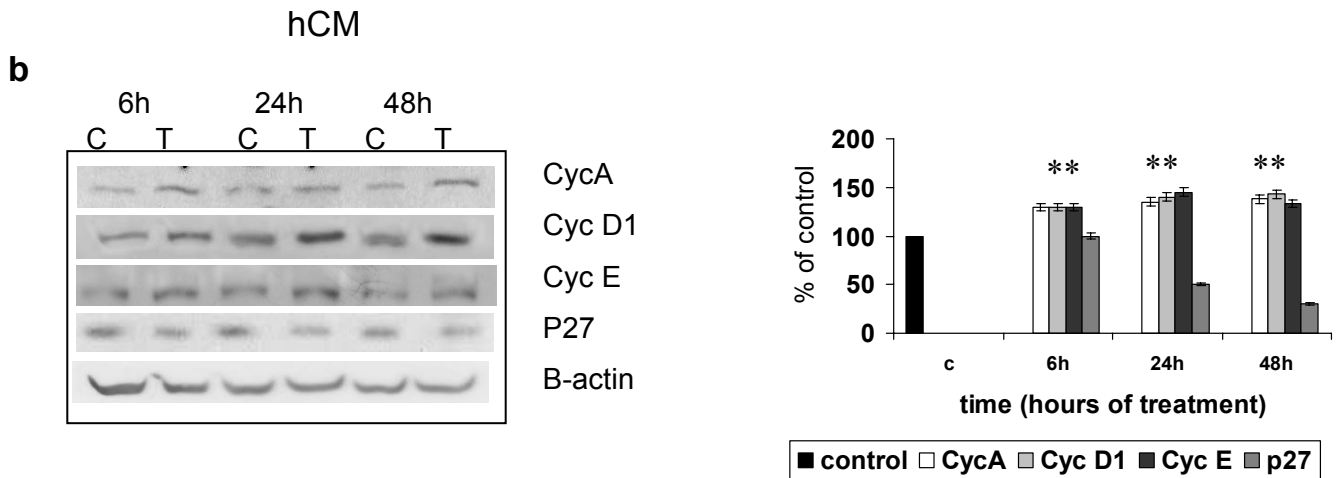 hCM
b
6h 24h 48h
C T C T C T
CycA
Cyc D1
Cyc E
P27
B-actin
% of control
200
150
100
50
0
** ** **
c 6h 24h 48h
time (hours of treatment)
control CycA Cyc D1 Cyc E p27